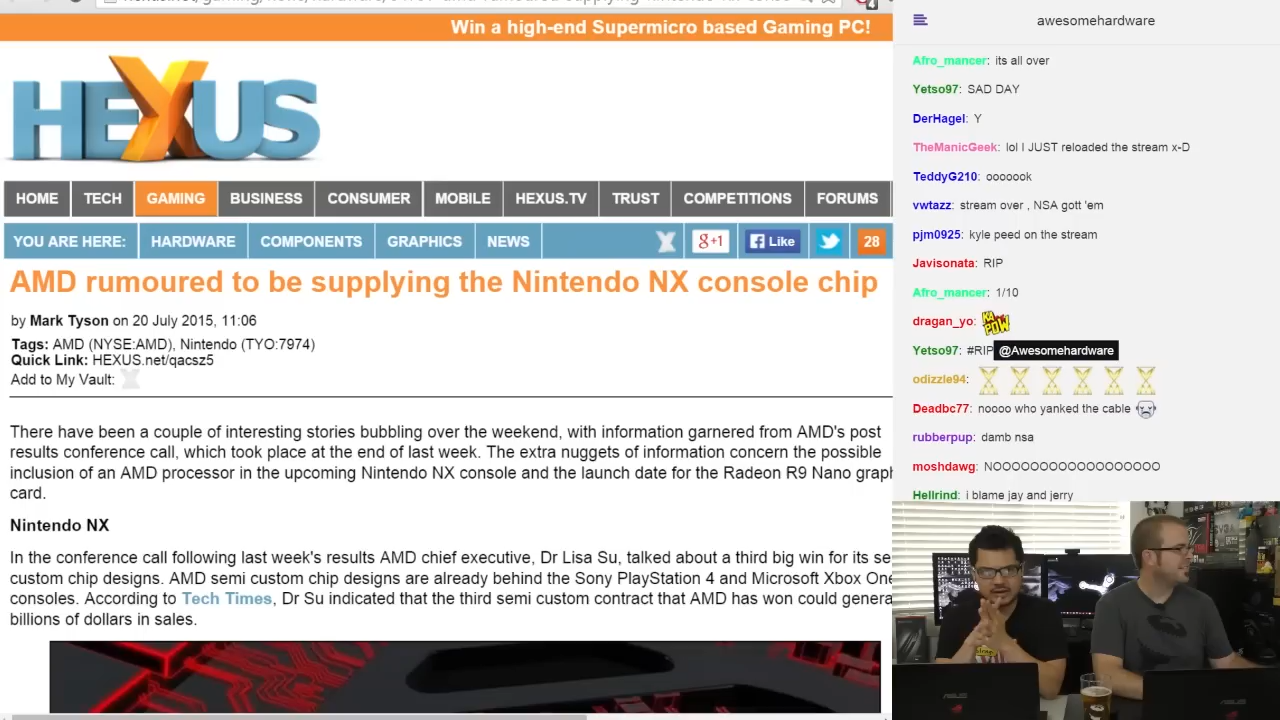 Win a high-end Supermicro based Gaming PC!
HEXUS
HOME TECH GAMING BUSINESS CONSUMER MOBILE HEXUS.TV TRUST COMPETITIONS FORUMS
YOU ARE HERE: HARDWARE COMPONENTS GRAPHICS NEWS g+1 Like 28
AMD rumoured to be supplying the Nintendo NX console chip
by Mark Tyson on 20 July 2015, 11:06
Tags: AMD (NYSE:AMD), Nintendo (TYO:7974)
Quick Link: HEXUS.net/qacsz5
Add to My Vault:
There have been a couple of interesting stories bubbling over the weekend, with information garnered from AMD's post
results conference call, which took place at the end of last week. The extra nuggets of information concern the possible
inclusion of an AMD processor in the upcoming Nintendo NX console and the launch date for the Radeon R9 Nano graph
card.
Nintendo NX
In the conference call following last week's results AMD chief executive, Dr Lisa Su, talked about a third big win for its se
custom chip designs. AMD semi custom chip designs are already behind the Sony PlayStation 4 and Microsoft Xbox One
consoles. According to Tech Times, Dr Su indicated that the third semi custom contract that AMD has won could genera
billions of dollars in sales.
awesomehardware
Afro_mancer: its all over
Yetso97: SAD DAY
DerHagel: Y
TheManicGeek: lol I JUST reloaded the stream x-D
TeddyG210: ooooook
vwtazz: stream over , NSA gott 'em
pjm0925: kyle peed on the stream
Javisonata: RIP
Afro_mancer: 1/10
dragan_yo: KAPOW
Yetso97: #RIP @Awesomehardware
odizzle94:
Deadbc77: noooo who yanked the cable
rubberpup: damb nsa
moshdawg: NOOOOOOOOOOOOOOOOOO
Hellrind: i blame jay and jerry
ASUS
ASUS